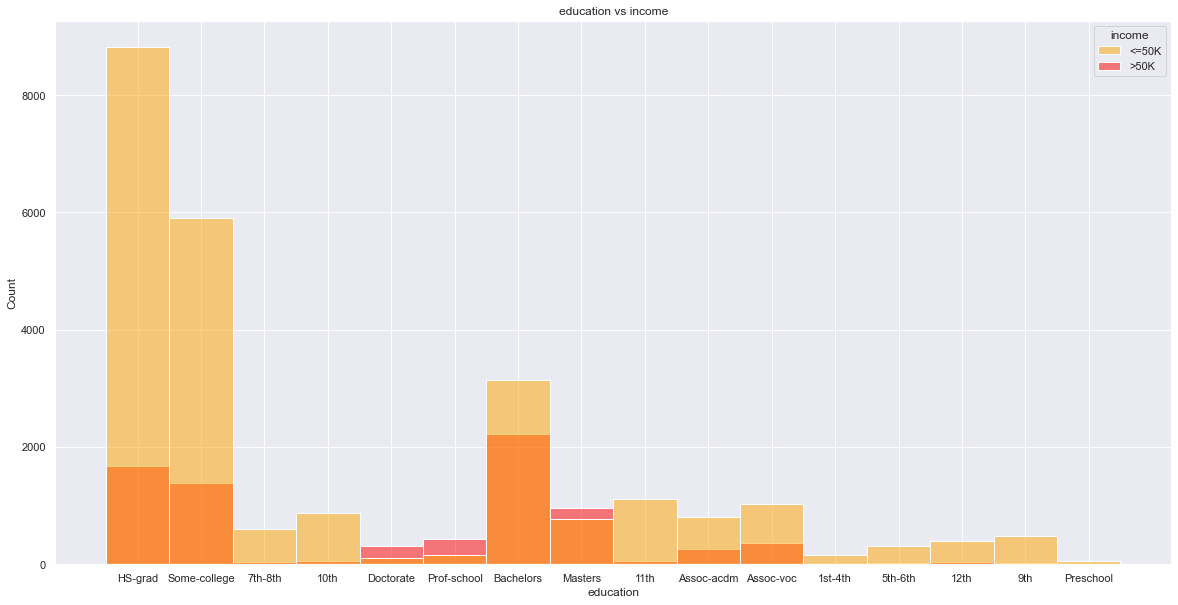 education vs income
income
<=50K
>50K
8000
6000
4000
2000
0
Count
HS-grad Some-college 7th-8th 10th Doctorate Prof-school Bachelors Masters 11th Assoc-acdm Assoc-voc 1st-4th 5th-6th 12th 9th Preschool
education